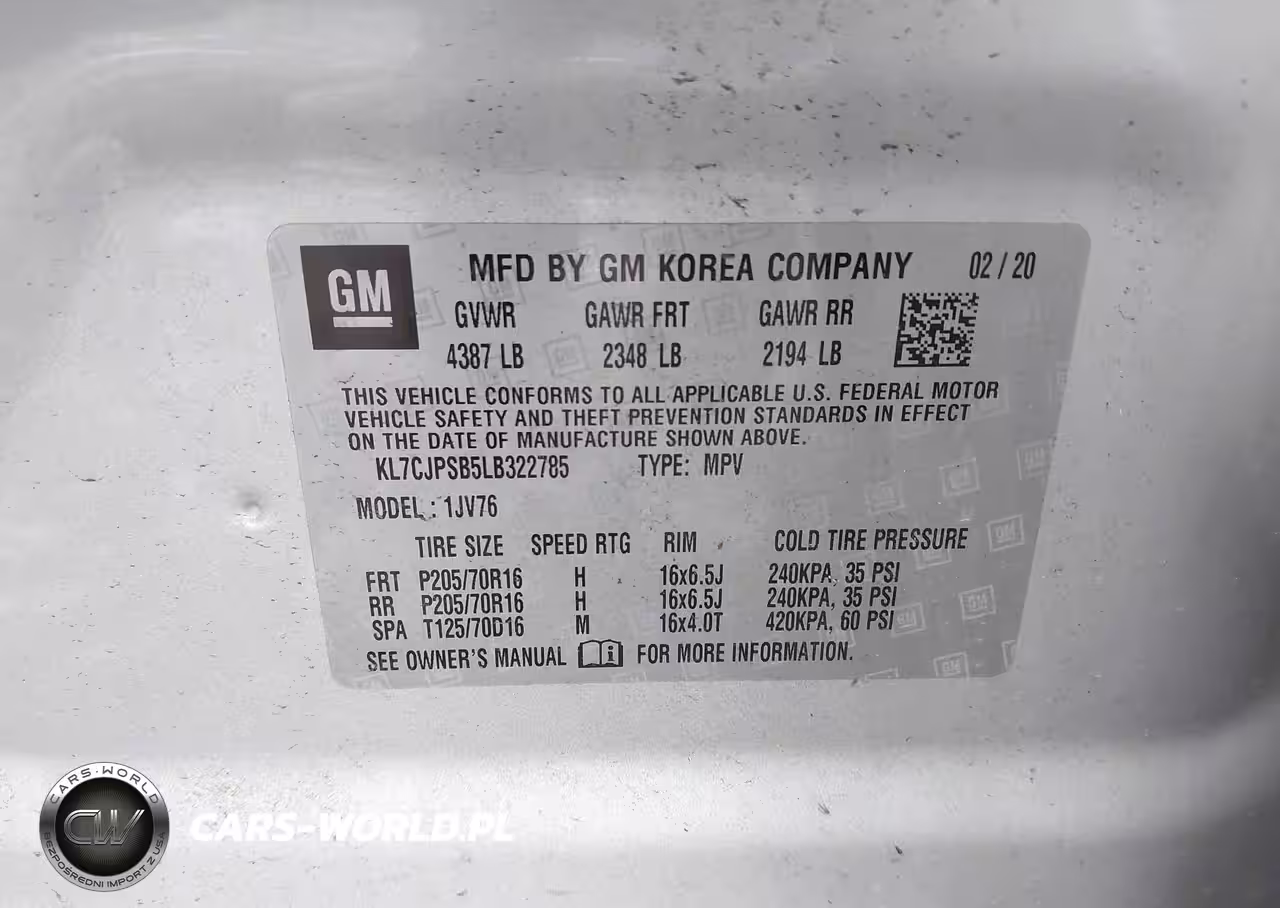 GM
MFD BY GM KOREA COMPANY 02 / 20
GVWR GAWR FRT GAWR RR
4387 LB 2348 LB 2194 LB
THIS VEHICLE CONFORMS TO ALL APPLICABLE U.S. FEDERAL MOTOR
VEHICLE SAFETY AND THEFT PREVENTION STANDARDS IN EFFECT
ON THE DATE OF MANUFACTURE SHOWN ABOVE.
KL7CJPSB5LB322785 TYPE: MPV
MODEL : 1JV76
TIRE SIZE SPEED RTG RIM COLD TIRE PRESSURE
FRT P205/70R16 H 16x6.5J 240KPA, 35 PSI
RR P205/70R16 H 16x6.5J 240KPA, 35 PSI
SPA T125/70D16 M 16x4.0T 420KPA, 60 PSI
SEE OWNER'S MANUAL i FOR MORE INFORMATION.
CARS-WORLD
CW
BEZPOŚREDNI IMPORT Z USA
CARS-WORLD.PL